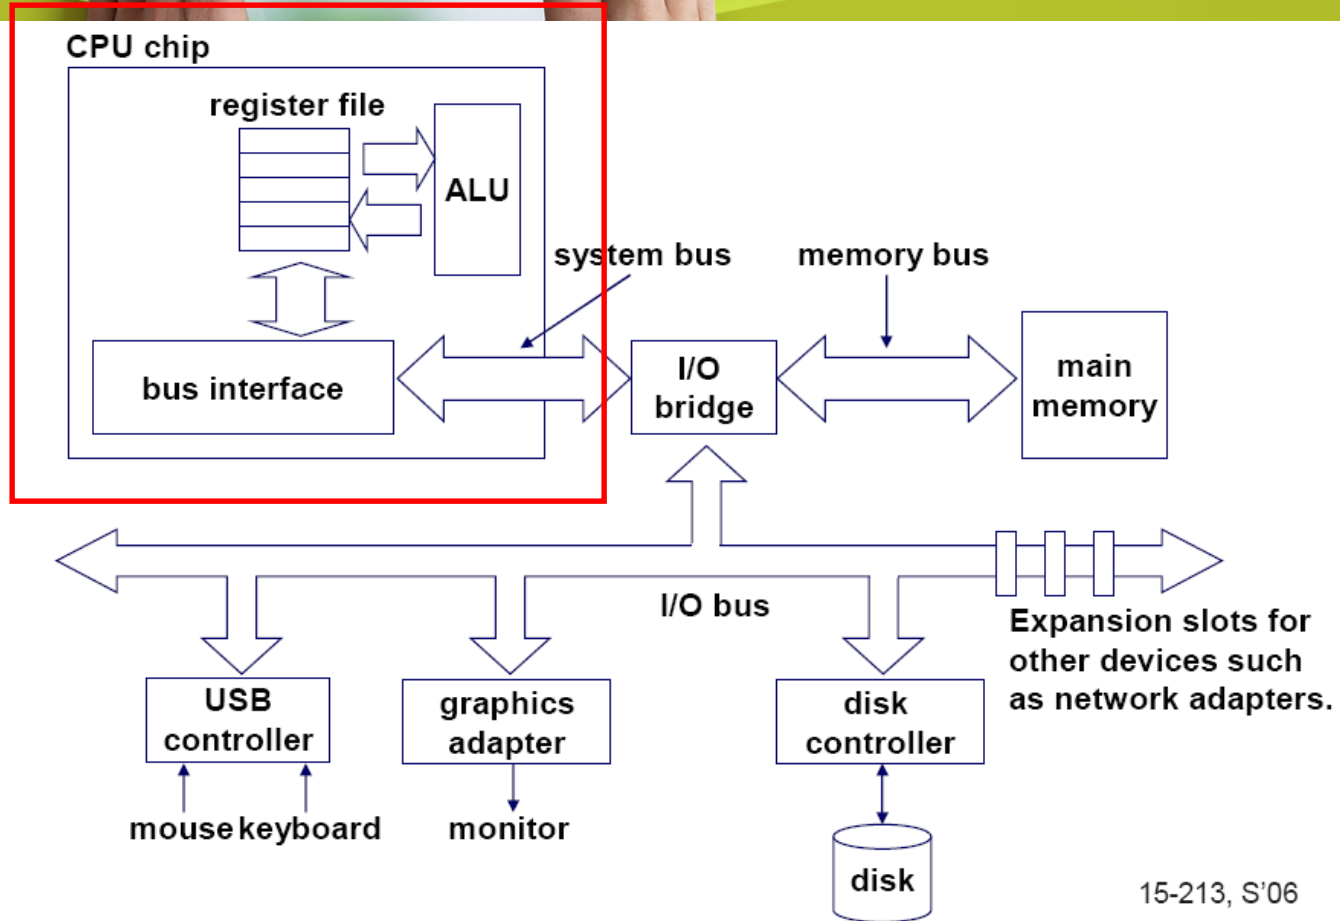 CPU chip
register file
ALU
system bus
memory bus
bus interface
I/O
bridge
main
memory
I/O bus
Expansion slots for
other devices such
as network adapters.
USB
controller
graphics
adapter
disk
controller
mouse keyboard
monitor
disk
15-213, S’06